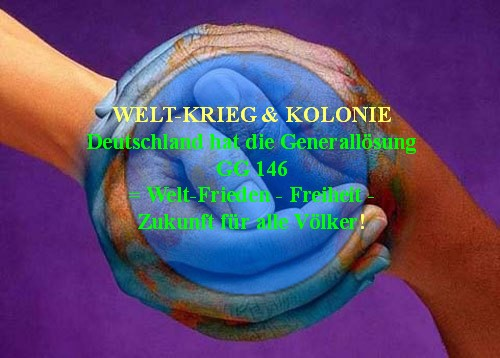 WELT-KRIEG & KOLONIE
Deutschland hat die Generallösung
GG 146
= Welt-Frieden - Freiheit -
Zukunft für alle Völker!